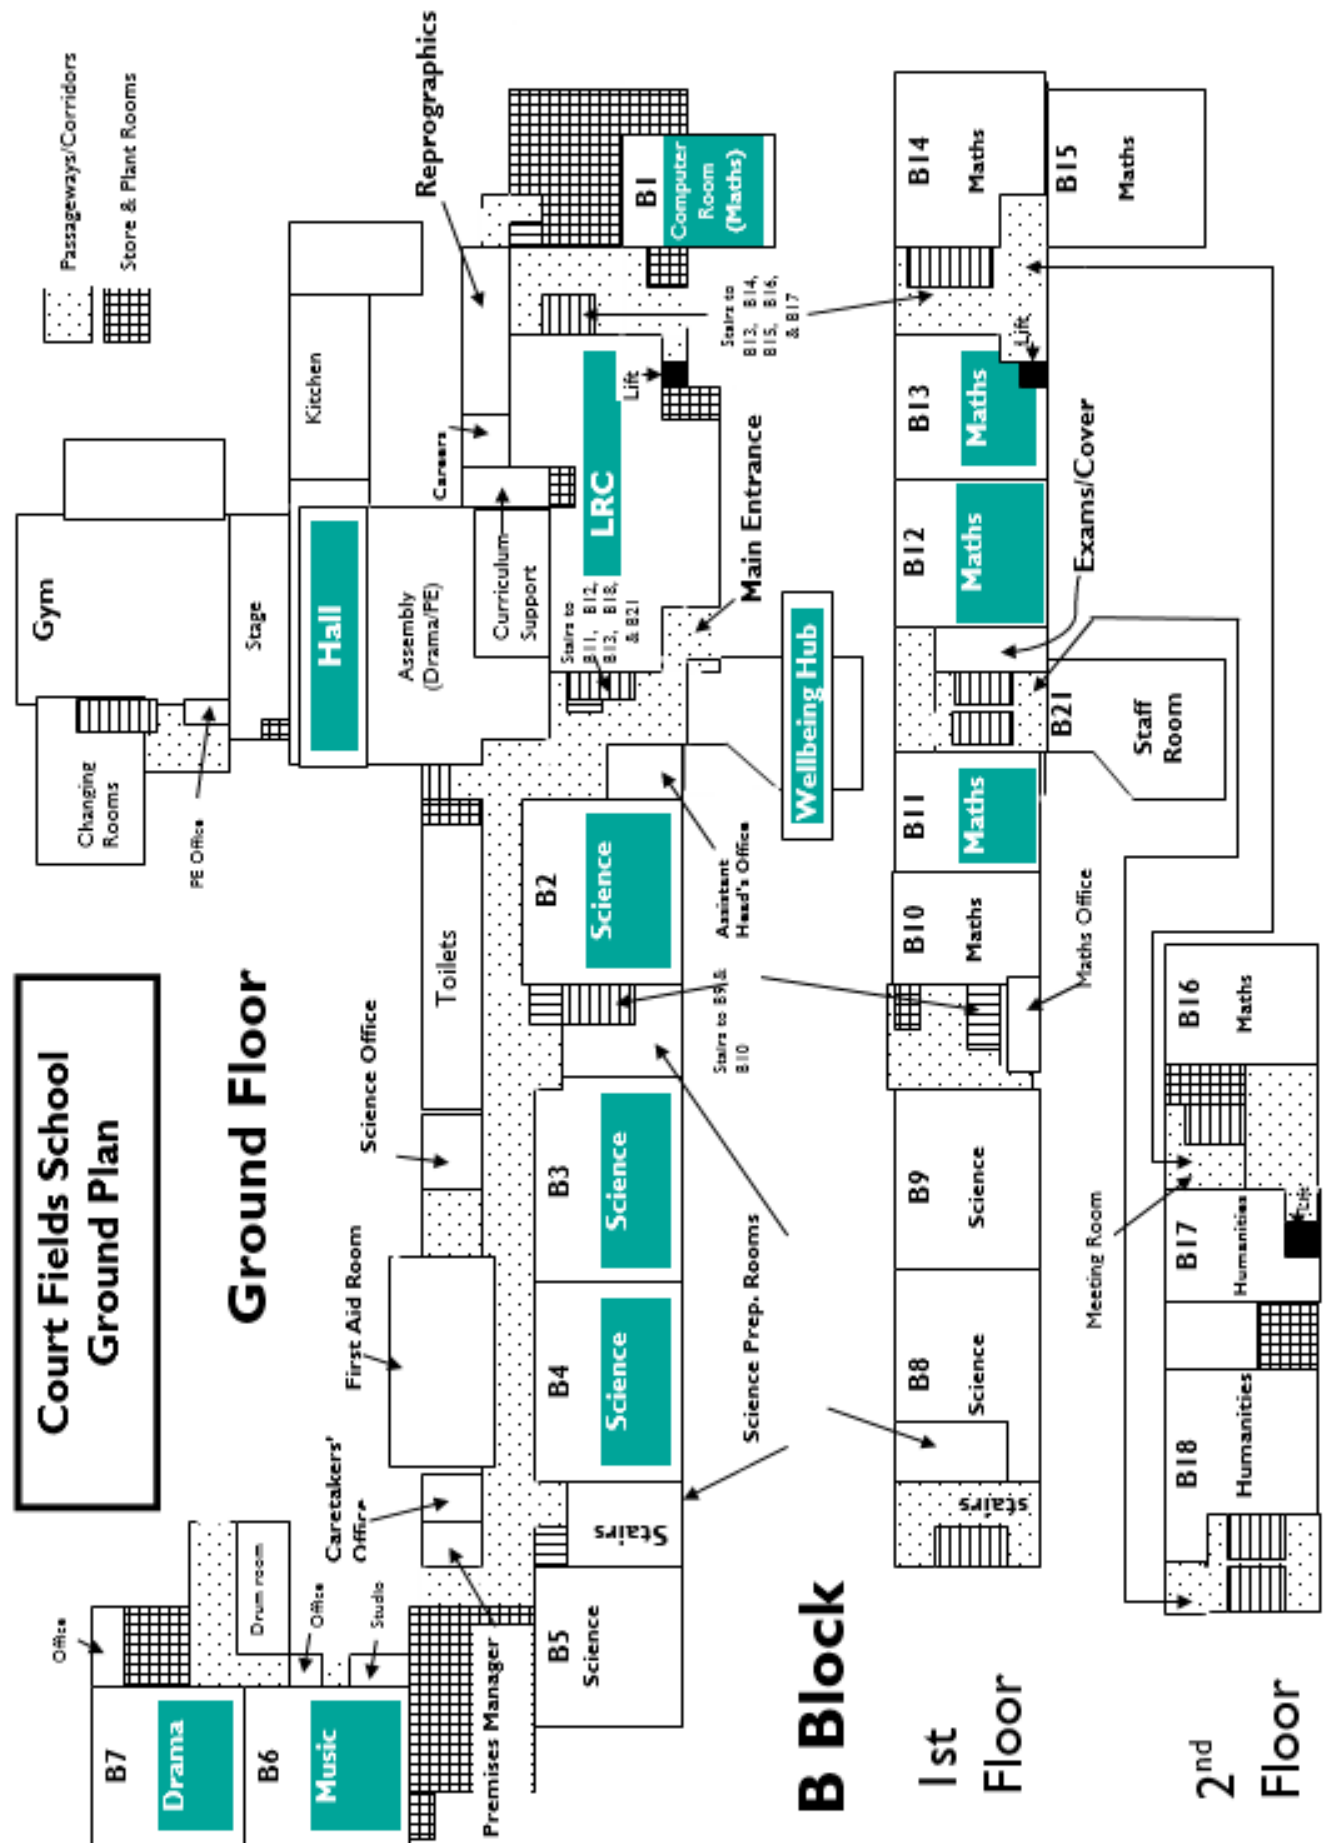 Court Fields School
Ground Plan
Passageways/Corridors
Store & Plant Rooms
Ground Floor
Gym
Changing
Rooms
PE Office
Stage
Hall
Assembly
(Drama/PE)
Kitchen
Reprographics
Careers
Curriculum
Support
LRC
Lift
B1
Computer
Room
(Maths)
Stairs to
B13, B14,
B15, B16,
& B17
Stairs to
B11, B12,
B13, B18,
& B21
Main Entrance
Wellbeing Hub
Assistant
Head's Office
Toilets
Science Office
First Aid Room
Caretakers'
Office
Premises Manager
B2
Science
Stairs to B9 &
B10
B3
Science
B4
Science
Science Prep. Rooms
Stairs
B5
Science
Office
Drum room
Office
Studio
B7
Drama
B6
Music
B Block
1st
Floor
stairs
B8
Science
B9
Science
Maths Office
B10
Maths
B11
Maths
B21
Staff
Room
Exams/Cover
B12
Maths
B13
Maths
Lift
B14
Maths
B15
Maths
2nd
Floor
B18
Humanities
B17
Humanities
Lift
Meeting Room
B16
Maths